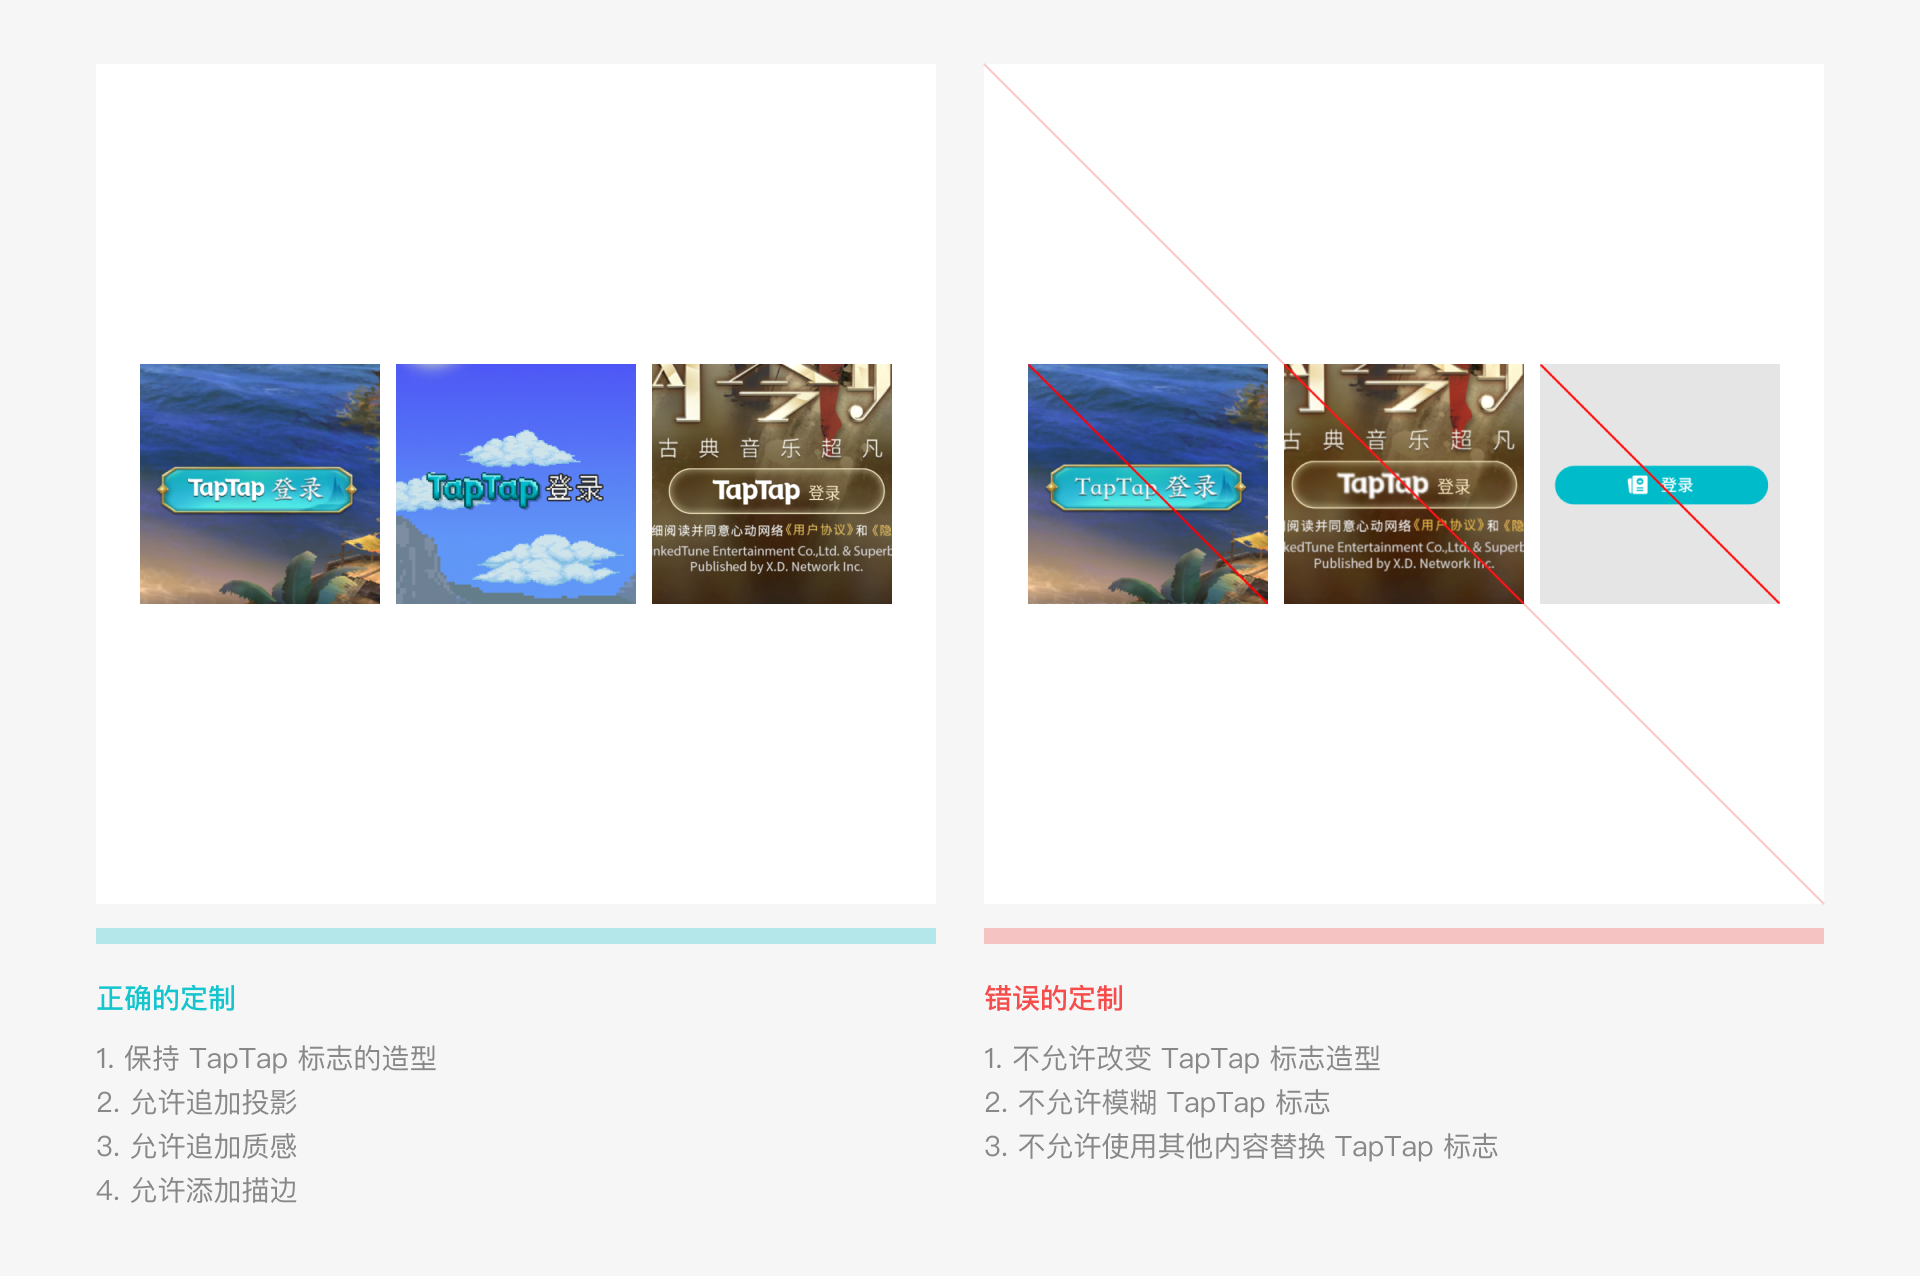 TapTap 登录
TapTap 登录
古典音乐超凡
TapTap 登录
细阅读并同意心动网络《用户协议》和《隐
nkedTune Entertainment Co.,Ltd. & Superb
Published by X.D. Network Inc.
TapTap 登录
古典音乐超凡
TapTap 登录
阅读并同意心动网络《用户协议》和《隐
kedTune Entertainment Co.,Ltd. & Superb
Published by X.D. Network Inc.
登录
正确的定制
1. 保持 TapTap 标志的造型
2. 允许追加投影
3. 允许追加质感
4. 允许添加描边
错误的定制
1. 不允许改变 TapTap 标志造型
2. 不允许模糊 TapTap 标志
3. 不允许使用其他内容替换 TapTap 标志